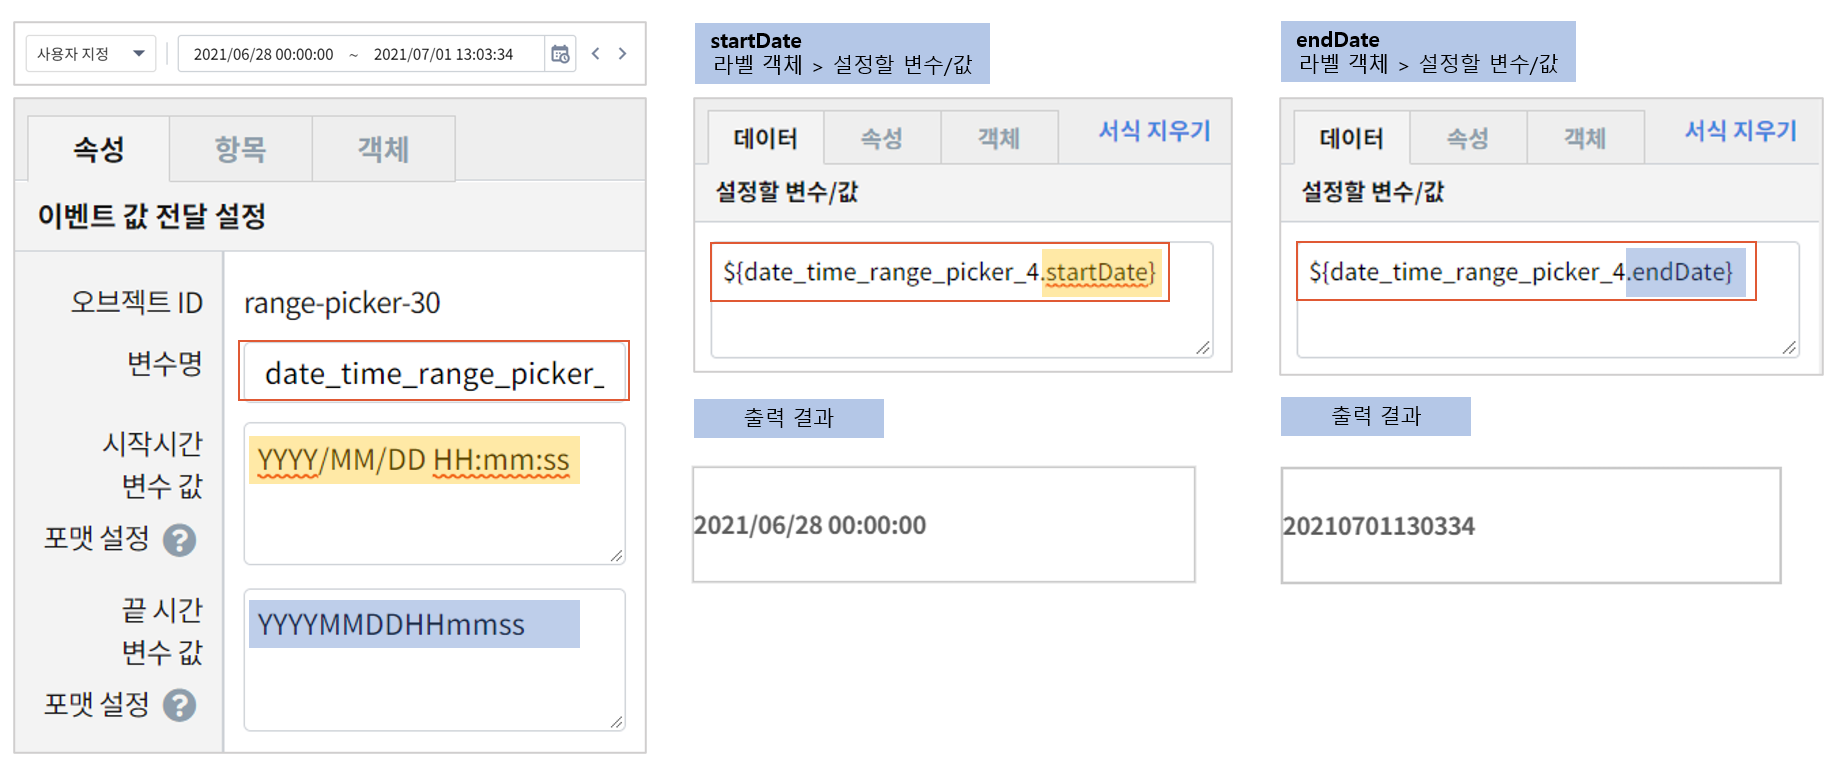 사용자 지정
2021/06/28 00:00:00 ~ 2021/07/01 13:03:34
속성
항목
객체
이벤트 값 전달 설정
오브젝트 ID
range-picker-30
변수명
date_time_range_picker_
시작시간
변수 값
포맷 설정 ?
YYYY/MM/DD HH:mm:ss
끝 시간
변수 값
포맷 설정 ?
YYYYMMDDHHmmss
startDate
라벨 객체 > 설정할 변수/값
데이터
속성
객체
서식 지우기
설정할 변수/값
${date_time_range_picker_4.startDate}
출력 결과
2021/06/28 00:00:00
endDate
라벨 객체 > 설정할 변수/값
데이터
속성
객체
서식 지우기
설정할 변수/값
${date_time_range_picker_4.endDate}
출력 결과
20210701130334